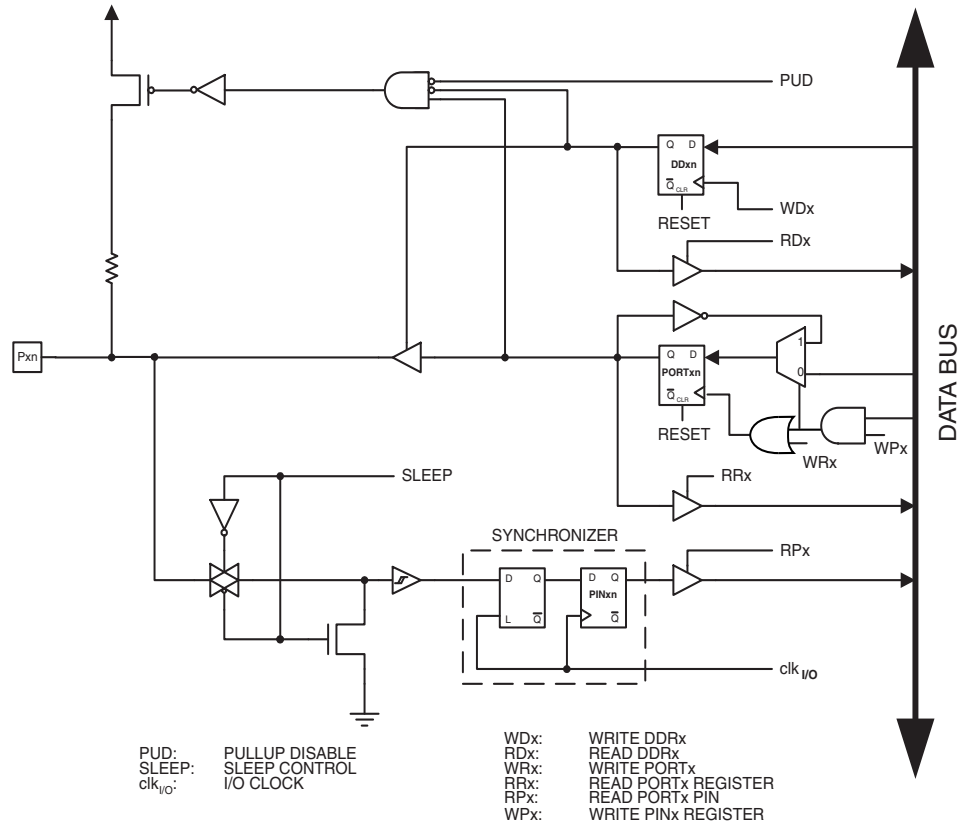 PUD
Q D
DDxn
Q CLR
WDx
RESET
RDx
Pxn
1
Q D
PORTxn
0
Q CLR
RESET
WRx
WPx
DATA BUS
SLEEP
RRx
SYNCHRONIZER
RPx
D Q
D Q
PINxn
L Q
Q
clk I/O
PUD: PULLUP DISABLE
SLEEP: SLEEP CONTROL
clkI/O: I/O CLOCK
WDx: WRITE DDRx
RDx: READ DDRx
WRx: WRITE PORTx
RRx: READ PORTx REGISTER
RPx: READ PORTx PIN
WPx: WRITE PINx REGISTER